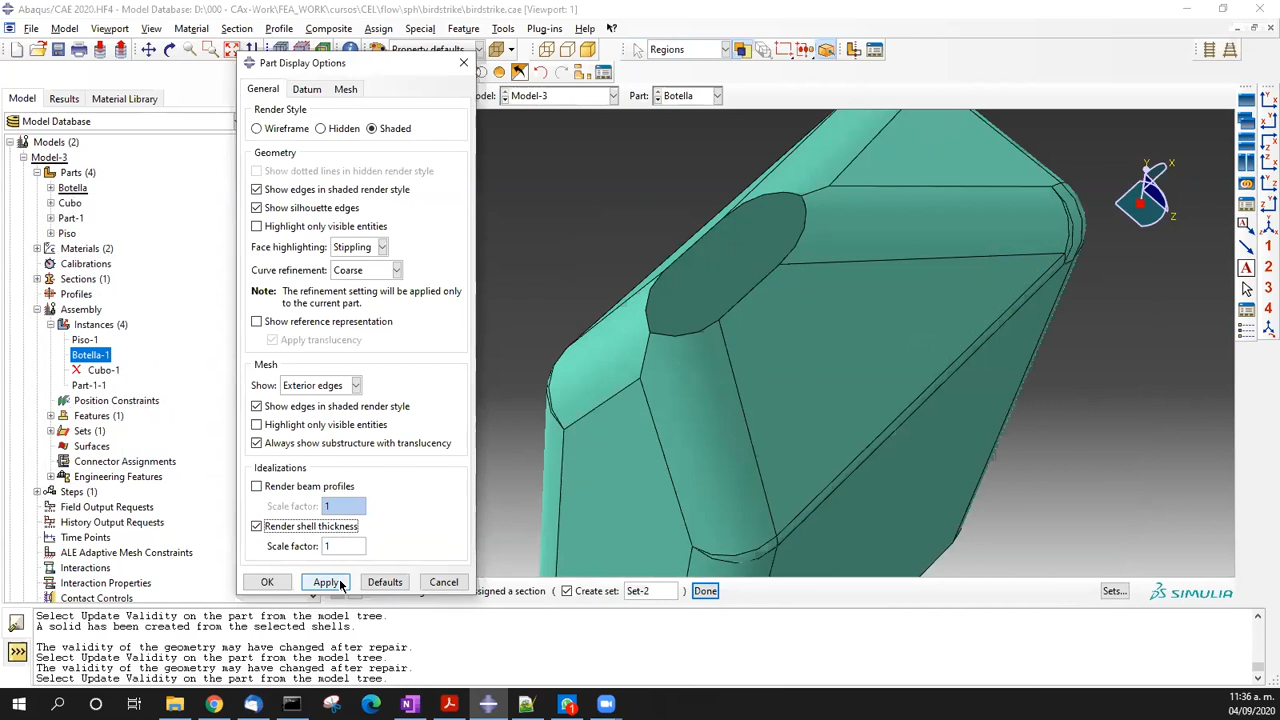 Abaqus/CAE 2020.HF4 - Model Database: D:\000 - CAx-Work\FEA_WORK\cursos\CEL\flow\sph\birdstrike\birdstrike.cae [Viewport: 1]
File Model Viewport View Material Section Profile Composite Assign Special Feature Tools Plug-ins Help
Property defaults Regions
Part Display Options
Model Results Material Library
odel: Model-3 Part: Botella
General Datum Mesh
Model Database
Render Style
Wireframe Hidden Shaded
Models (2)
Model-3
Geometry
Parts (4)
Show dotted lines in hidden render style
Botella
Show edges in shaded render style
Cubo
Show silhouette edges
Part-1
Highlight only visible entities
Piso
Face highlighting: Stippling
Materials (2)
Calibrations
Curve refinement: Coarse
Sections (1)
Note: The refinement setting will be applied only
to the current part.
Profiles
Assembly
Show reference representation
Instances (4)
Apply translucency
Piso-1
Botella-1
Mesh
Cubo-1
Show: Exterior edges
Part-1-1
Position Constraints
Show edges in shaded render style
Features (1)
Highlight only visible entities
Sets (1)
Always show substructure with translucency
Surfaces
Connector Assignments
Idealizations
Engineering Features
Render beam profiles
Steps (1)
Scale factor: 1
Field Output Requests
History Output Requests
Render shell thickness
Time Points
Scale factor: 1
ALE Adaptive Mesh Constraints
Interactions
Interaction Properties
OK Apply Defaults Cancel
Contact Controls
signed a section Create set: Set-2 ) Done Sets... SIMULIA
Select Update Validity on the part from the model tree.
A solid has been created from the selected shells.
The validity of the geometry may have changed after repair.
Select Update Validity on the part from the model tree.
The validity of the geometry may have changed after repair.
Select Update Validity on the part from the model tree.
Y X
Z
1
2
3
4
11:36 a. m.
04/09/2020